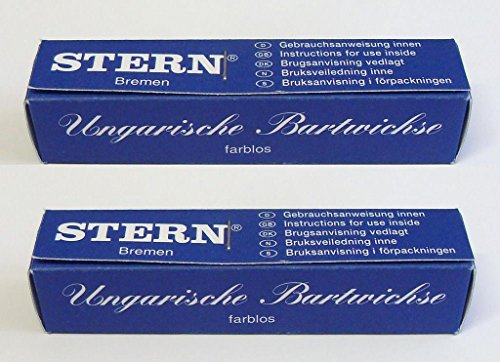 STERN®
Bremen
D Gebrauchsanweisung innen
GB Instructions for use inside
DK Brugsanvisning vedlagt
N Bruksveiledning inne
S Bruksanvisning i förpackningen
Ungarische Bartwichse
farblos
STERN®
Bremen
D Gebrauchsanweisung innen
GB Instructions for use inside
DK Brugsanvisning vedlagt
N Bruksveiledning inne
S Bruksanvisning i förpackningen
Ungarische Bartwichse
farblos